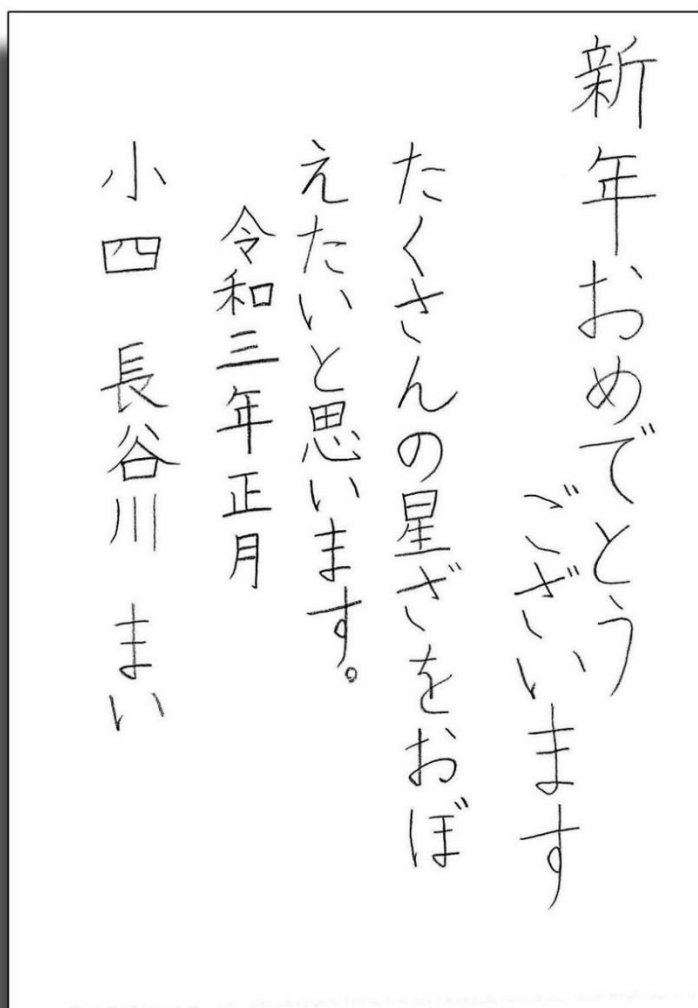 新年おめでとう
ございます
たくさんの星ざをおぼ
えたいと思います。
令和三年正月
小四 長谷川 まい